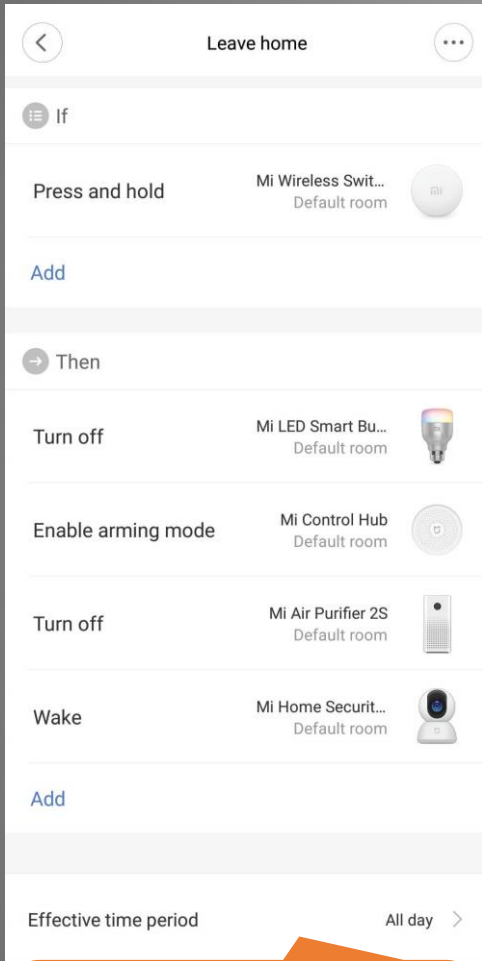 Leave home
If
Press and hold
Mi Wireless Swit...
Default room
Add
Then
Turn off
Mi LED Smart Bu...
Default room
Enable arming mode
Mi Control Hub
Default room
Turn off
Mi Air Purifier 2S
Default room
Wake
Mi Home Securit...
Default room
Add
Effective time period
All day